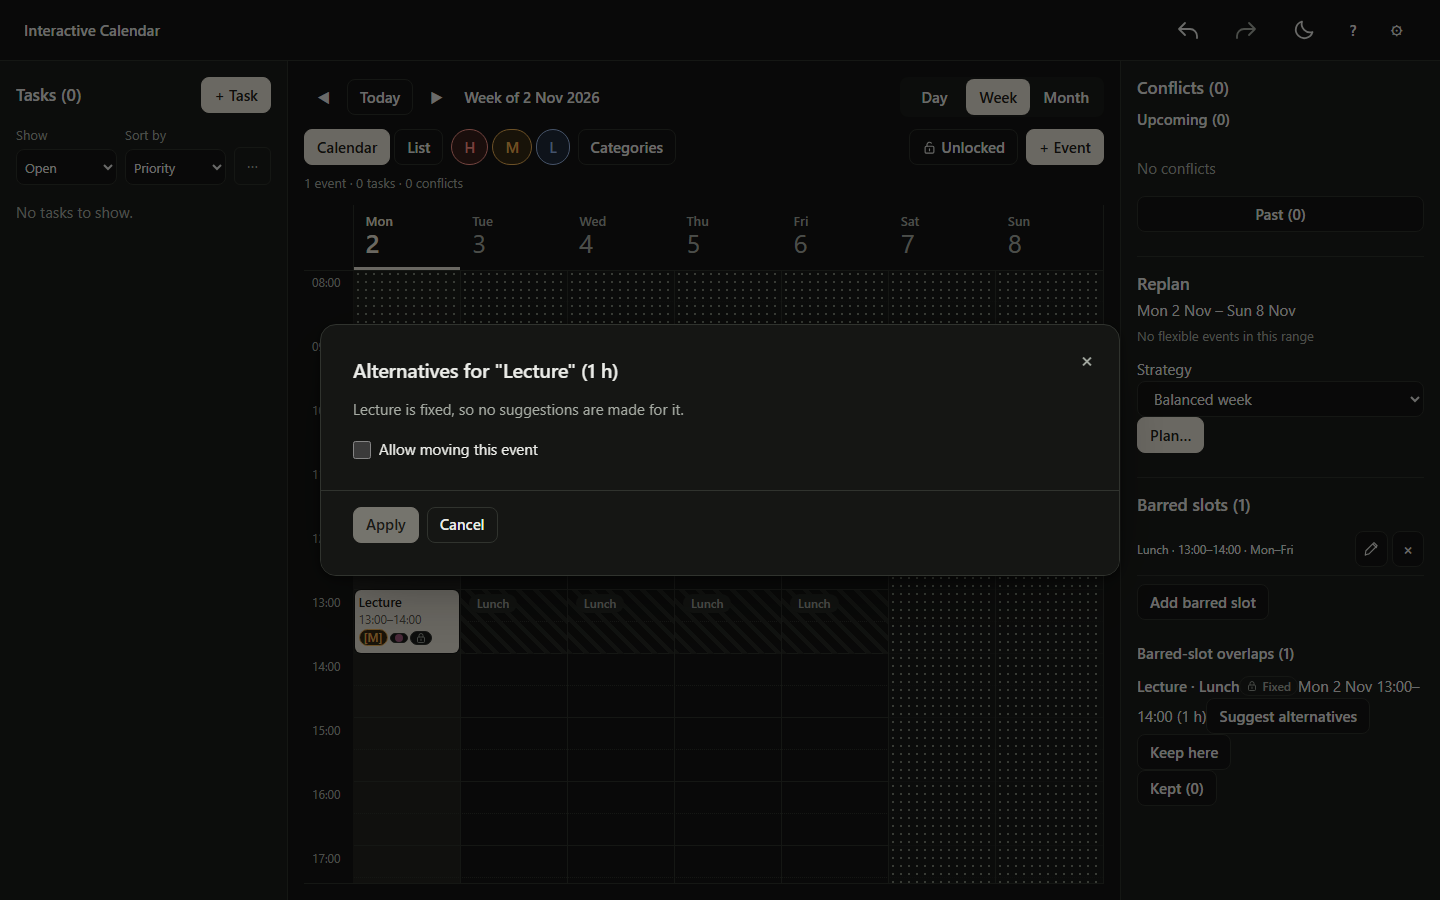 Interactive Calendar
?
Tasks (0)
+ Task
Show
Sort by
Open
Priority
...
No tasks to show.
Today
Week of 2 Nov 2026
Day
Week
Month
Calendar
List
H
M
L
Categories
Unlocked
+ Event
1 event · 0 tasks · 0 conflicts
Mon
2
Tue
3
Wed
4
Thu
5
Fri
6
Sat
7
Sun
8
08:00
Alternatives for "Lecture" (1 h)
×
Lecture is fixed, so no suggestions are made for it.
Allow moving this event
Apply
Cancel
13:00
Lecture
13:00–14:00
[M]
Lunch
Lunch
Lunch
Lunch
14:00
15:00
16:00
17:00
Conflicts (0)
Upcoming (0)
No conflicts
Past (0)
Replan
Mon 2 Nov – Sun 8 Nov
No flexible events in this range
Strategy
Balanced week
Plan...
Barred slots (1)
Lunch · 13:00–14:00 · Mon–Fri
×
Add barred slot
Barred-slot overlaps (1)
Lecture · Lunch Fixed Mon 2 Nov 13:00–
14:00 (1 h) Suggest alternatives
Keep here
Kept (0)